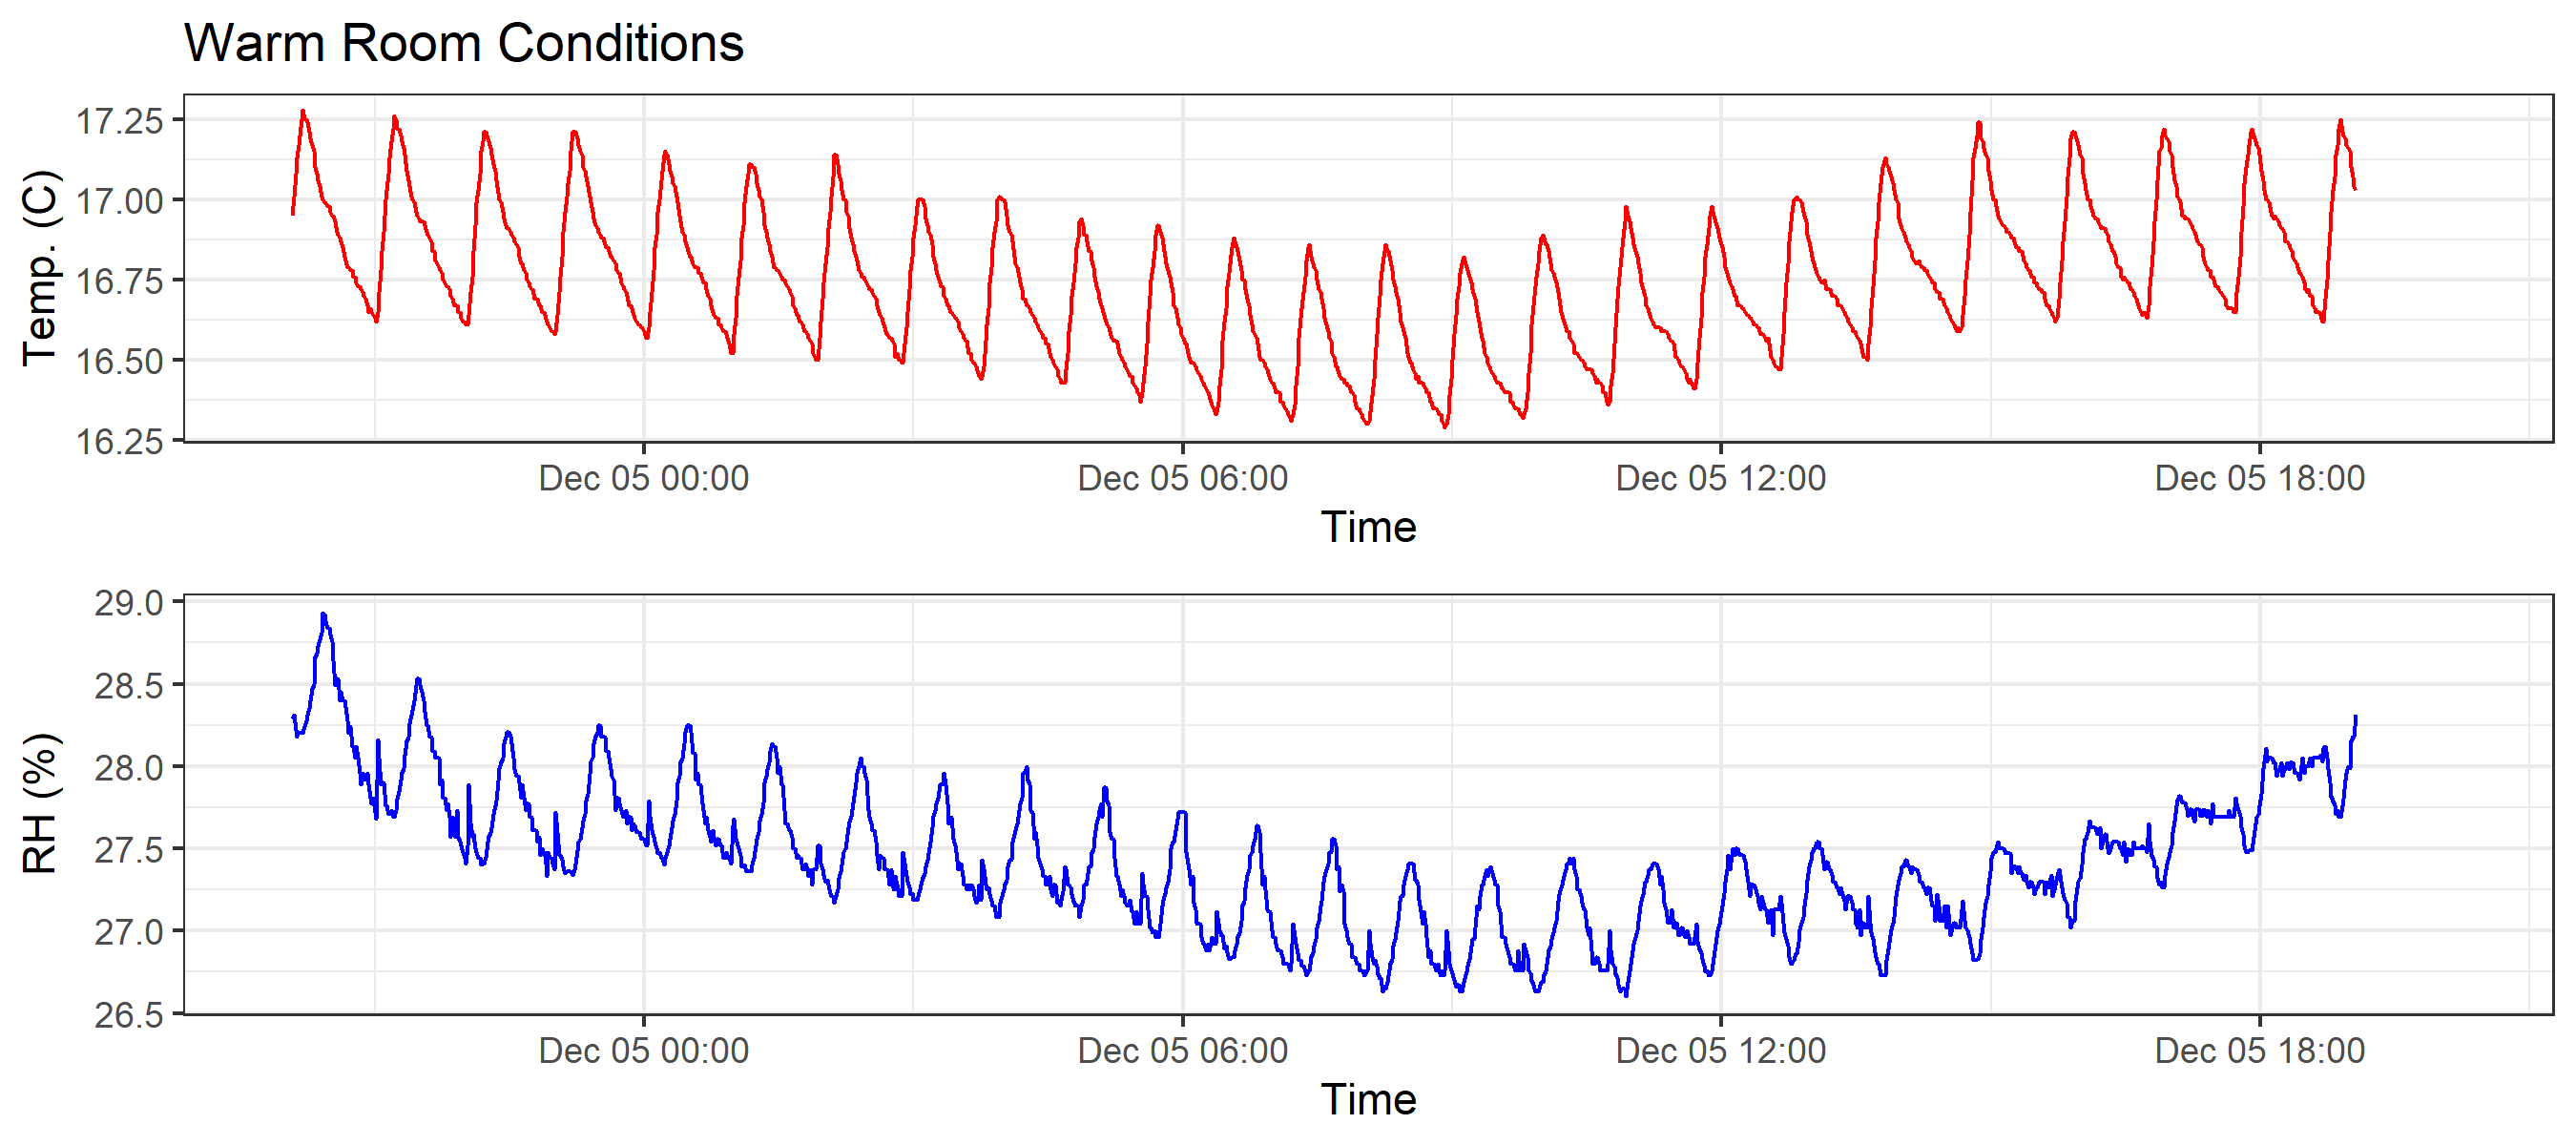 Warm Room Conditions
Temp. (C)
17.25
17.00
16.75
16.50
16.25
Dec 05 00:00 Dec 05 06:00 Dec 05 12:00 Dec 05 18:00
Time
RH (%)
29.0
28.5
28.0
27.5
27.0
26.5
Dec 05 00:00 Dec 05 06:00 Dec 05 12:00 Dec 05 18:00
Time